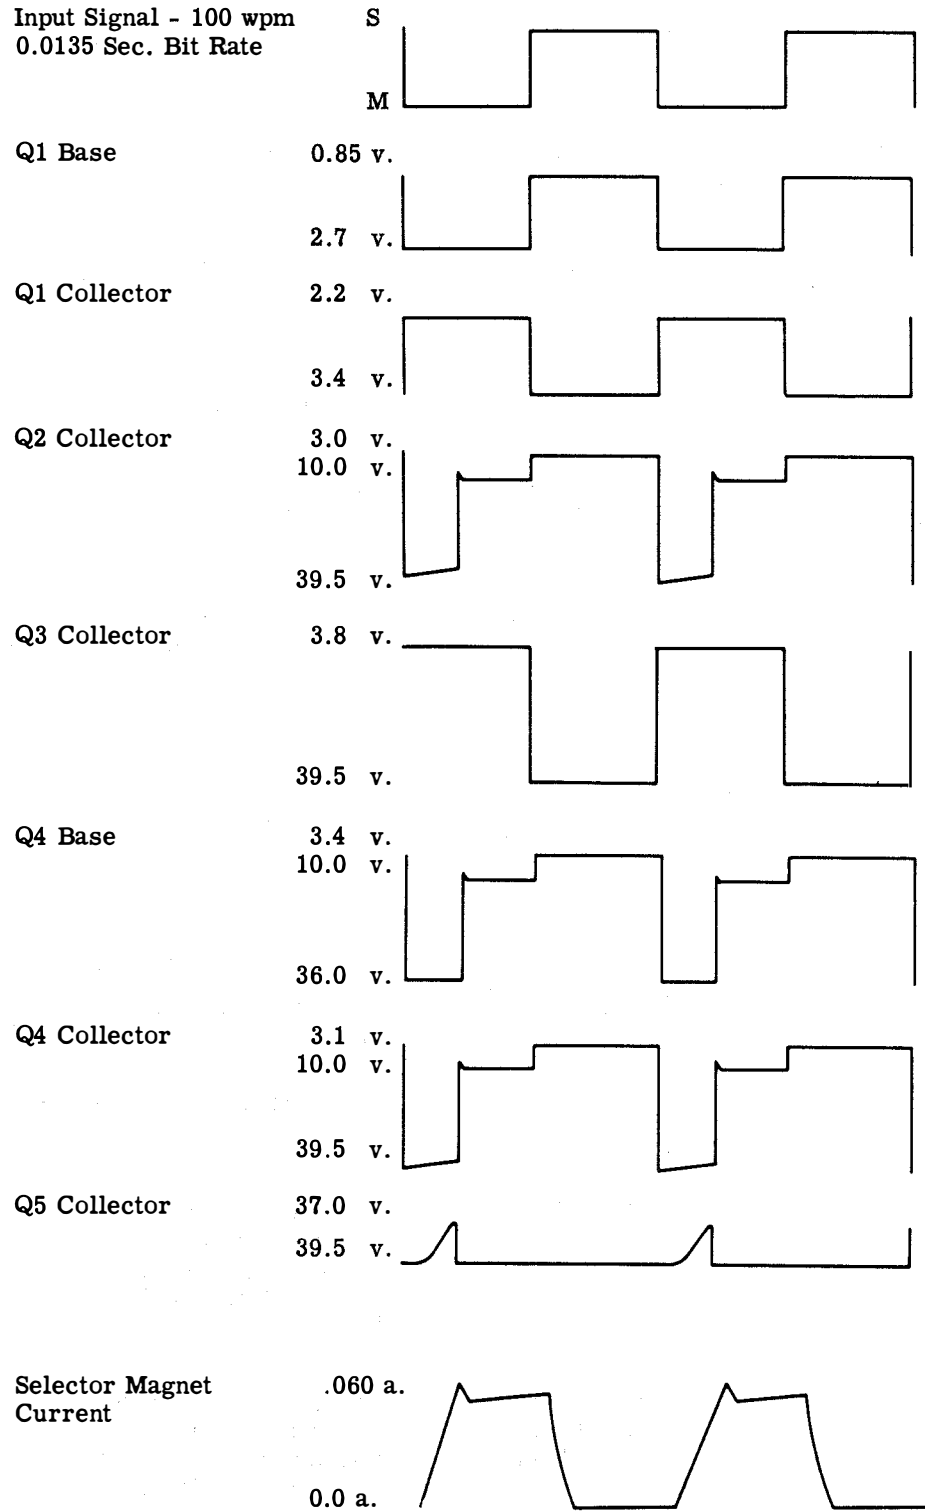 Input Signal - 100 wpm S
0.0135 Sec. Bit Rate
M
Q1 Base 0.85 v.
2.7 v.
Q1 Collector 2.2 v.
3.4 v.
Q2 Collector 3.0 v.
10.0 v.
39.5 v.
Q3 Collector 3.8 v.
39.5 v.
Q4 Base 3.4 v.
10.0 v.
36.0 v.
Q4 Collector 3.1 v.
10.0 v.
39.5 v.
Q5 Collector 37.0 v.
39.5 v.
Selector Magnet .060 a.
Current
0.0 a.